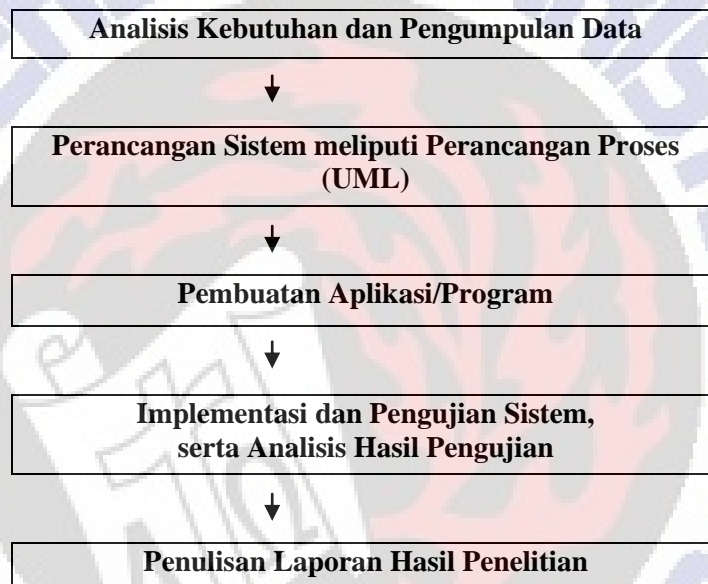 Analisis Kebutuhan dan Pengumpulan Data
Perancangan Sistem meliputi Perancangan Proses
(UML)
Pembuatan Aplikasi/Program
Implementasi dan Pengujian Sistem,
serta Analisis Hasil Pengujian
Penulisan Laporan Hasil Penelitian